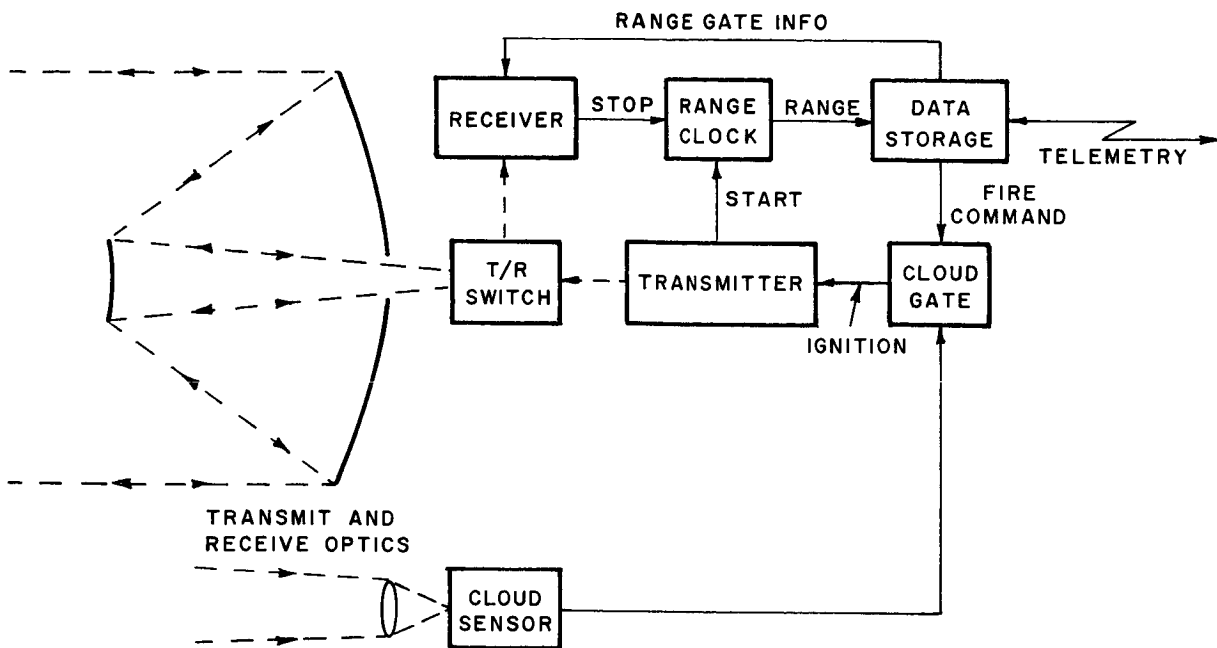 RANGE GATE INFO
RECEIVER
STOP
RANGE
CLOCK
RANGE
DATA
STORAGE
TELEMETRY
START
FIRE
COMMAND
T/R
SWITCH
TRANSMITTER
CLOUD
GATE
IGNITION
TRANSMIT AND
RECEIVE OPTICS
CLOUD
SENSOR